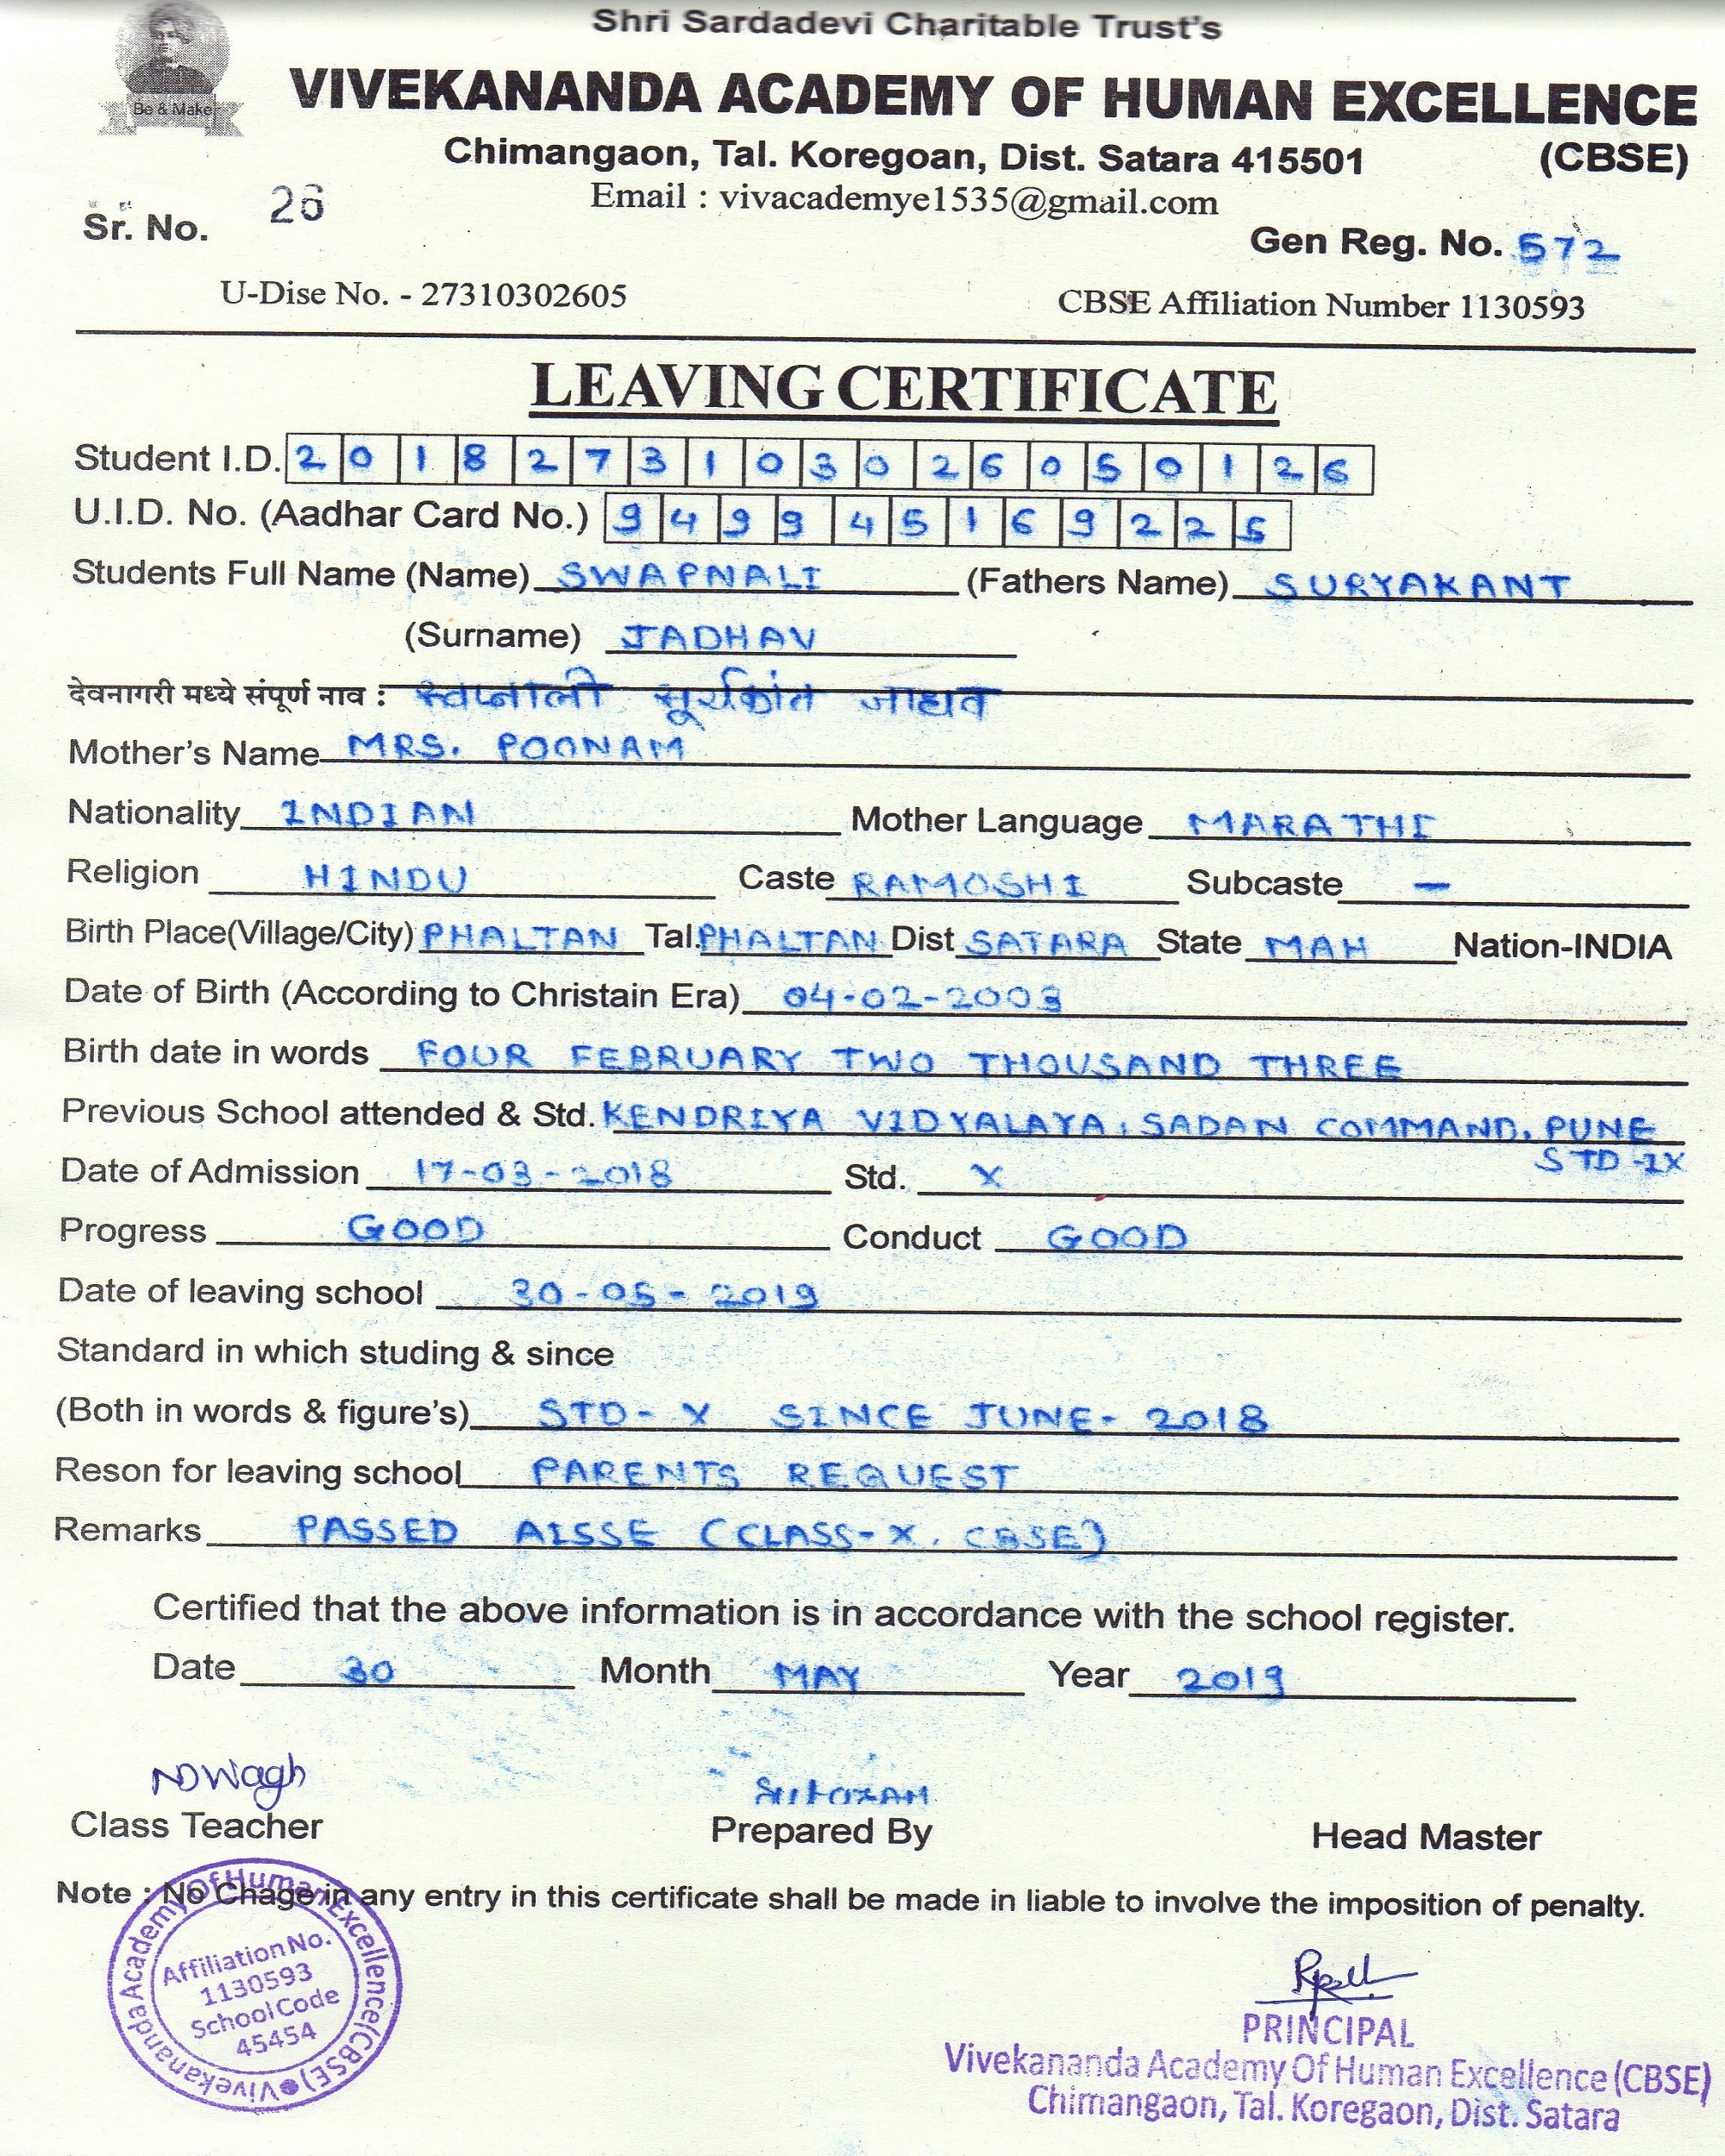 Shri Sardadevi Charitable Trust's
Be & Make
VIVEKANANDA ACADEMY OF HUMAN EXCELLENCE
Chimangaon, Tal. Koregoan, Dist. Satara 415501 (CBSE)
Email : vivacademye1535@gmail.com
Sr. No. 26
Gen Reg. No. 572
U-Dise No. - 27310302605 CBSE Affiliation Number 1130593
LEAVING CERTIFICATE
Student I.D. 2018273103026050126
U.I.D. No. (Aadhar Card No.) 949945169225
Students Full Name (Name) SWAPNALI (Fathers Name) SURYAKANT
(Surname) JADHAV
देवनागरी मध्ये संपूर्ण नाव : स्वप्नाली सूर्यकांत जाधव
Mother's Name MRS. POONAM
Nationality INDIAN Mother Language MARATHI
Religion HINDU Caste RAMOSHI Subcaste —
Birth Place(Village/City) PHALTAN Tal. PHALTAN Dist SATARA State MAH Nation-INDIA
Date of Birth (According to Christain Era) 04-02-2003
Birth date in words FOUR FEBRUARY TWO THOUSAND THREE
Previous School attended & Std. KENDRIYA VIDYALAYA, SADAN COMMAND, PUNE
STD-IX
Date of Admission 17-03-2018 Std. X
Progress GOOD Conduct GOOD
Date of leaving school 30-05-2019
Standard in which studing & since
(Both in words & figure's) STD- X SINCE JUNE- 2018
Reson for leaving school PARENTS REQUEST
Remarks PASSED AISSE (CLASS-X, CBSE)
Certified that the above information is in accordance with the school register.
Date 30 Month MAY Year 2019
NDWagh
Class Teacher Prepared By Head Master
Note : No Chage in any entry in this certificate shall be made in liable to involve the imposition of penalty.
Vivekananda Academy Of Human Excellence (CBSE)
Affiliation No.
1130593
School Code
45454
PRINCIPAL
Vivekananda Academy Of Human Excellence (CBSE)
Chimangaon, Tal. Koregaon, Dist. Satara